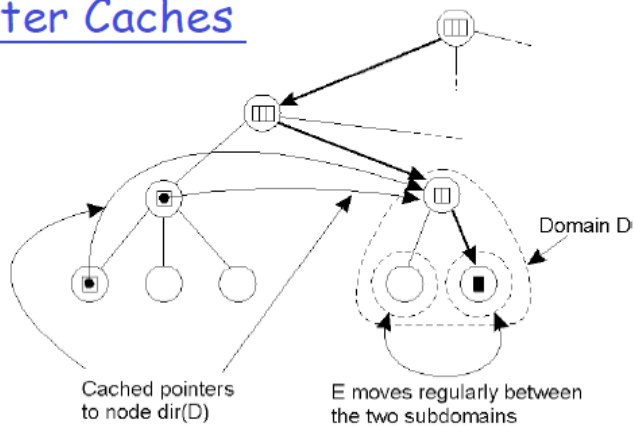 ter Caches
Domain D
Cached pointers
to node dir(D)
E moves regularly between
the two subdomains